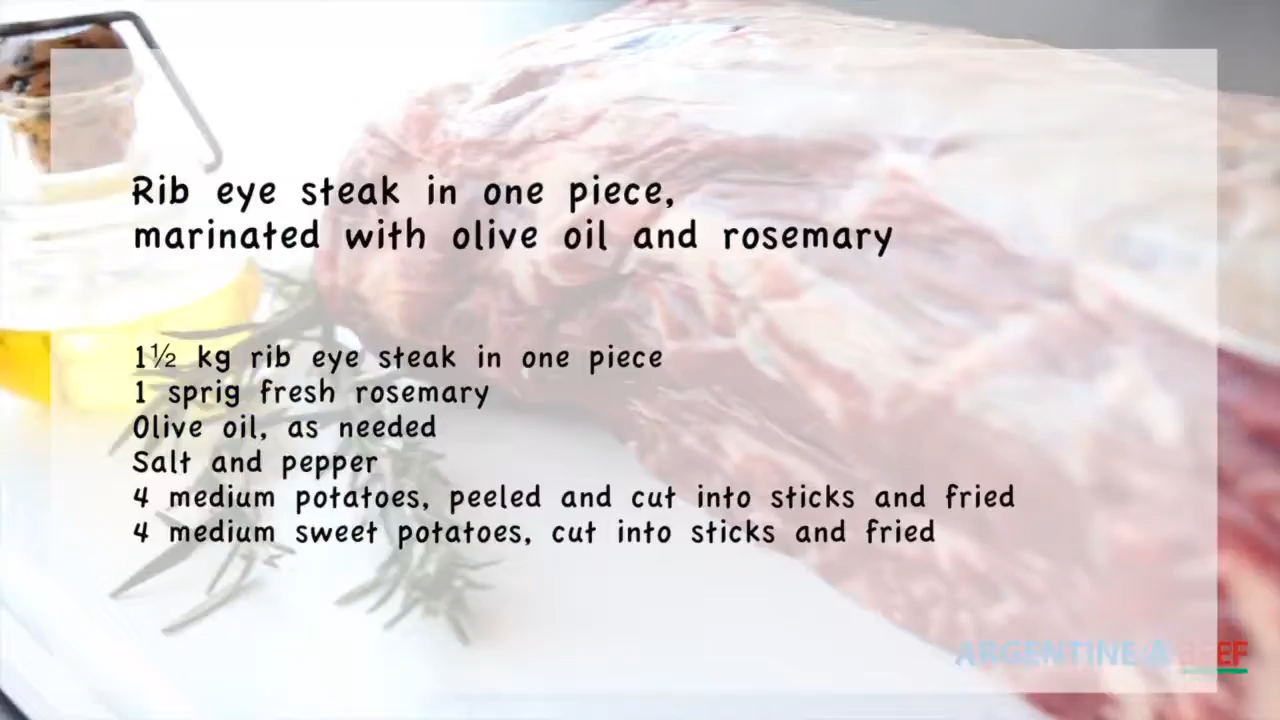 Rib eye steak in one piece,
marinated with olive oil and rosemary
1½ kg rib eye steak in one piece
1 sprig fresh rosemary
Olive oil, as needed
Salt and pepper
4 medium potatoes, peeled and cut into sticks and fried
4 medium sweet potatoes, cut into sticks and fried
ARGENTINE BEEF